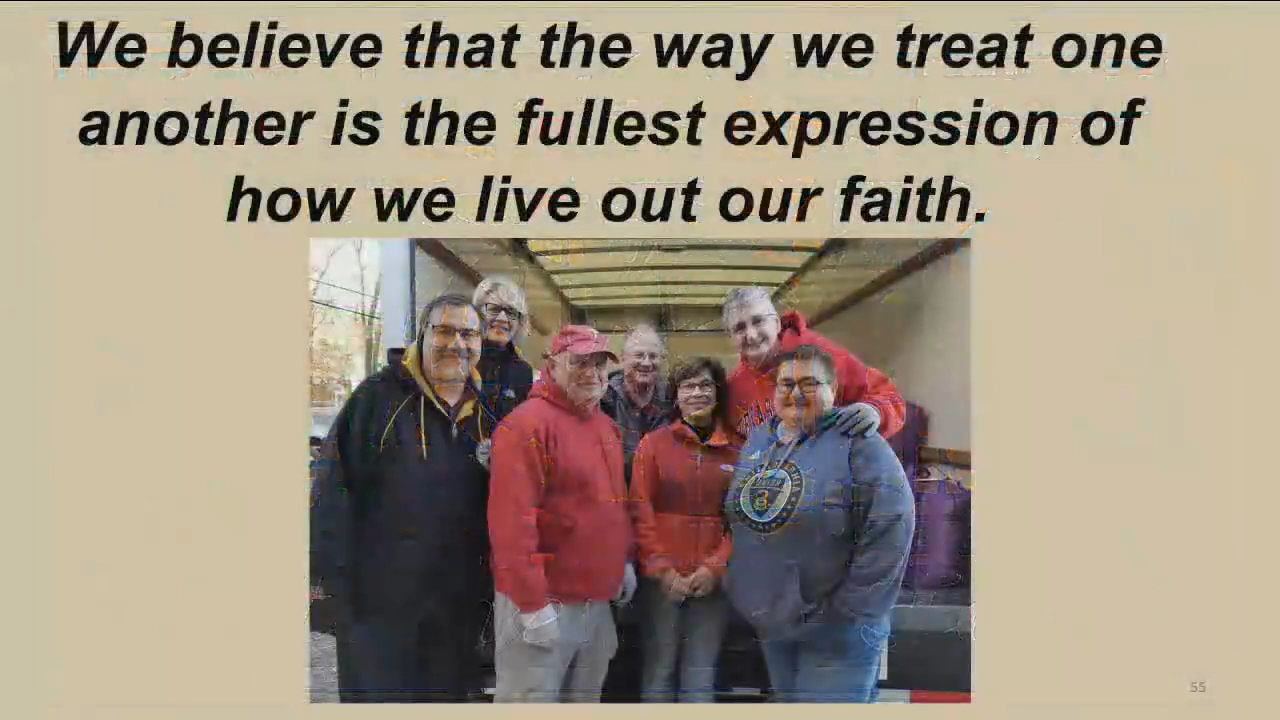 We believe that the way we treat one
another is the fullest expression of
how we live out our faith.
55